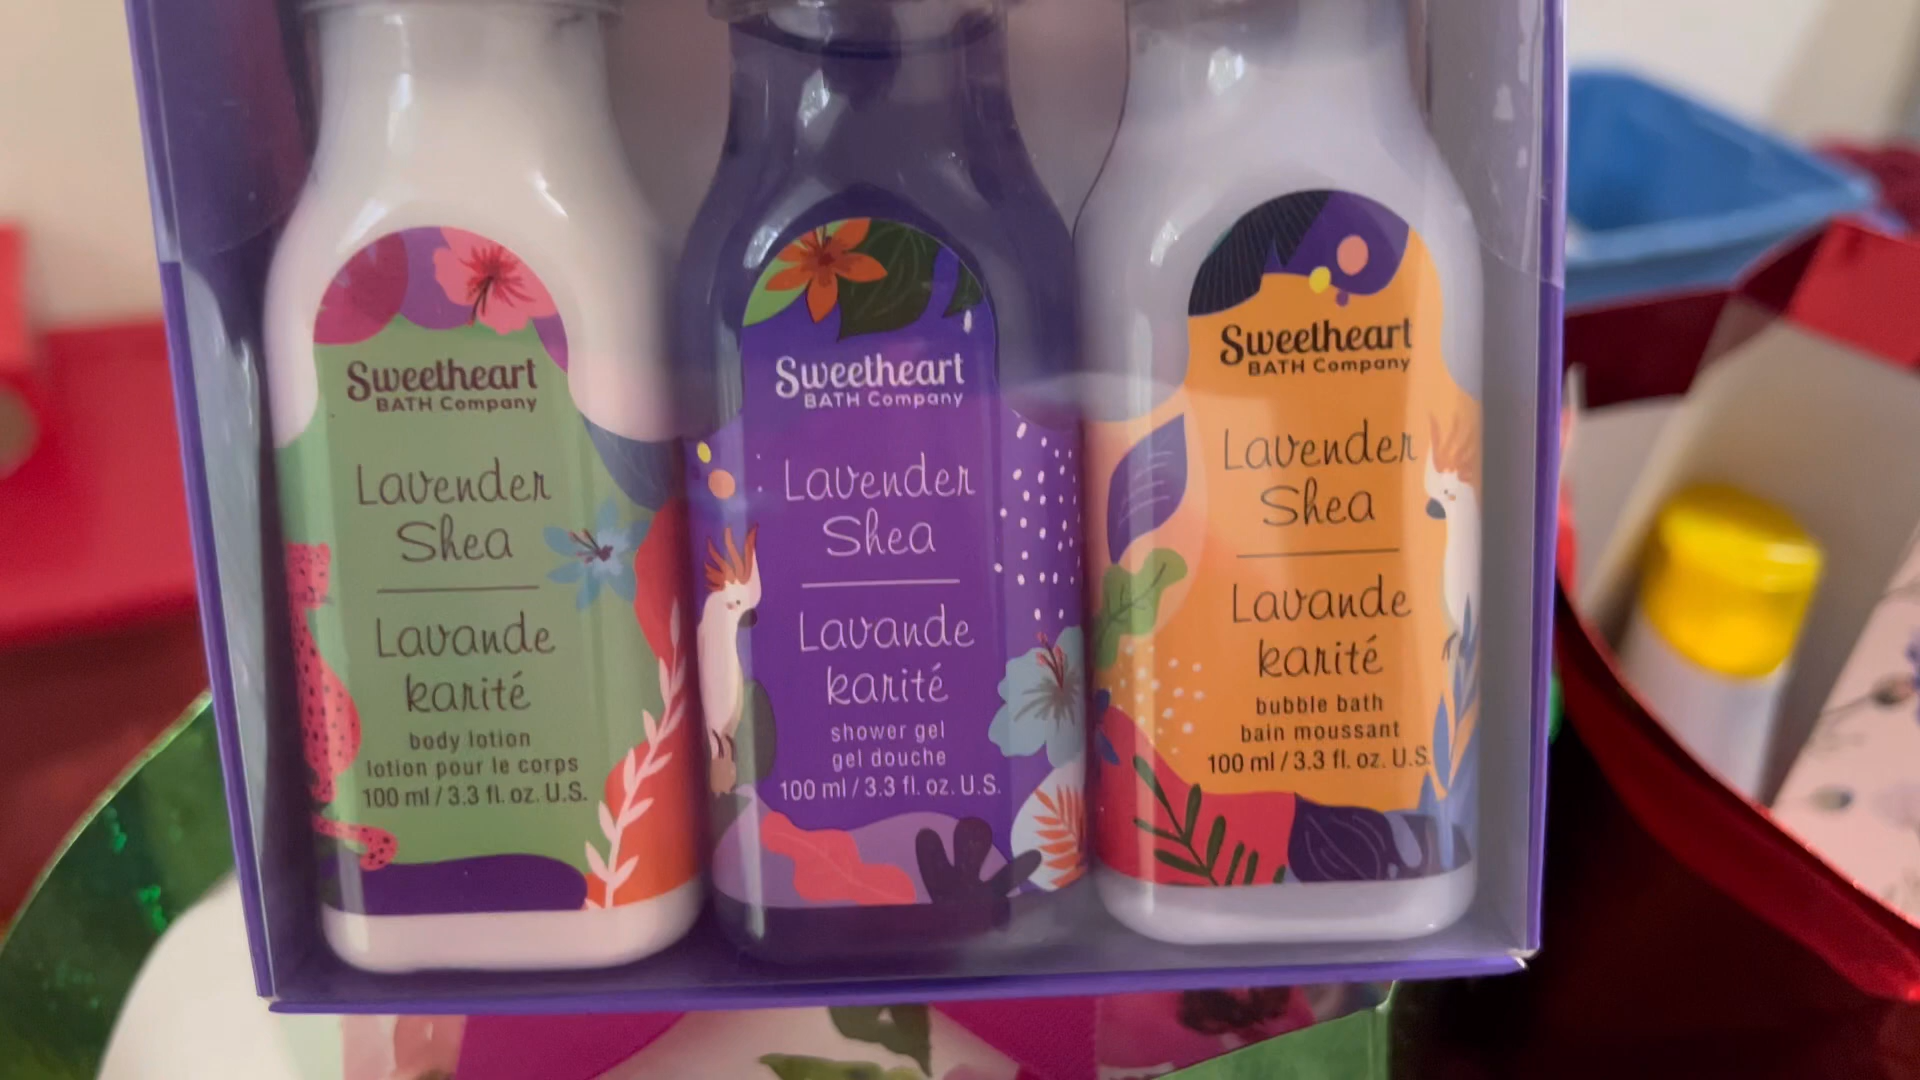 Sweetheart
BATH Company
Lavender
Shea
Lavande
karité
body lotion
lotion pour le corps
100 ml / 3.3 fl. oz. U.S.
Sweetheart
BATH Company
Lavender
Shea
Lavande
karité
shower gel
gel douche
100 ml / 3.3 fl. oz. U.S.
Sweetheart
BATH Company
Lavender
Shea
Lavande
karité
bubble bath
bain moussant
100 ml / 3.3 fl. oz. U.S.